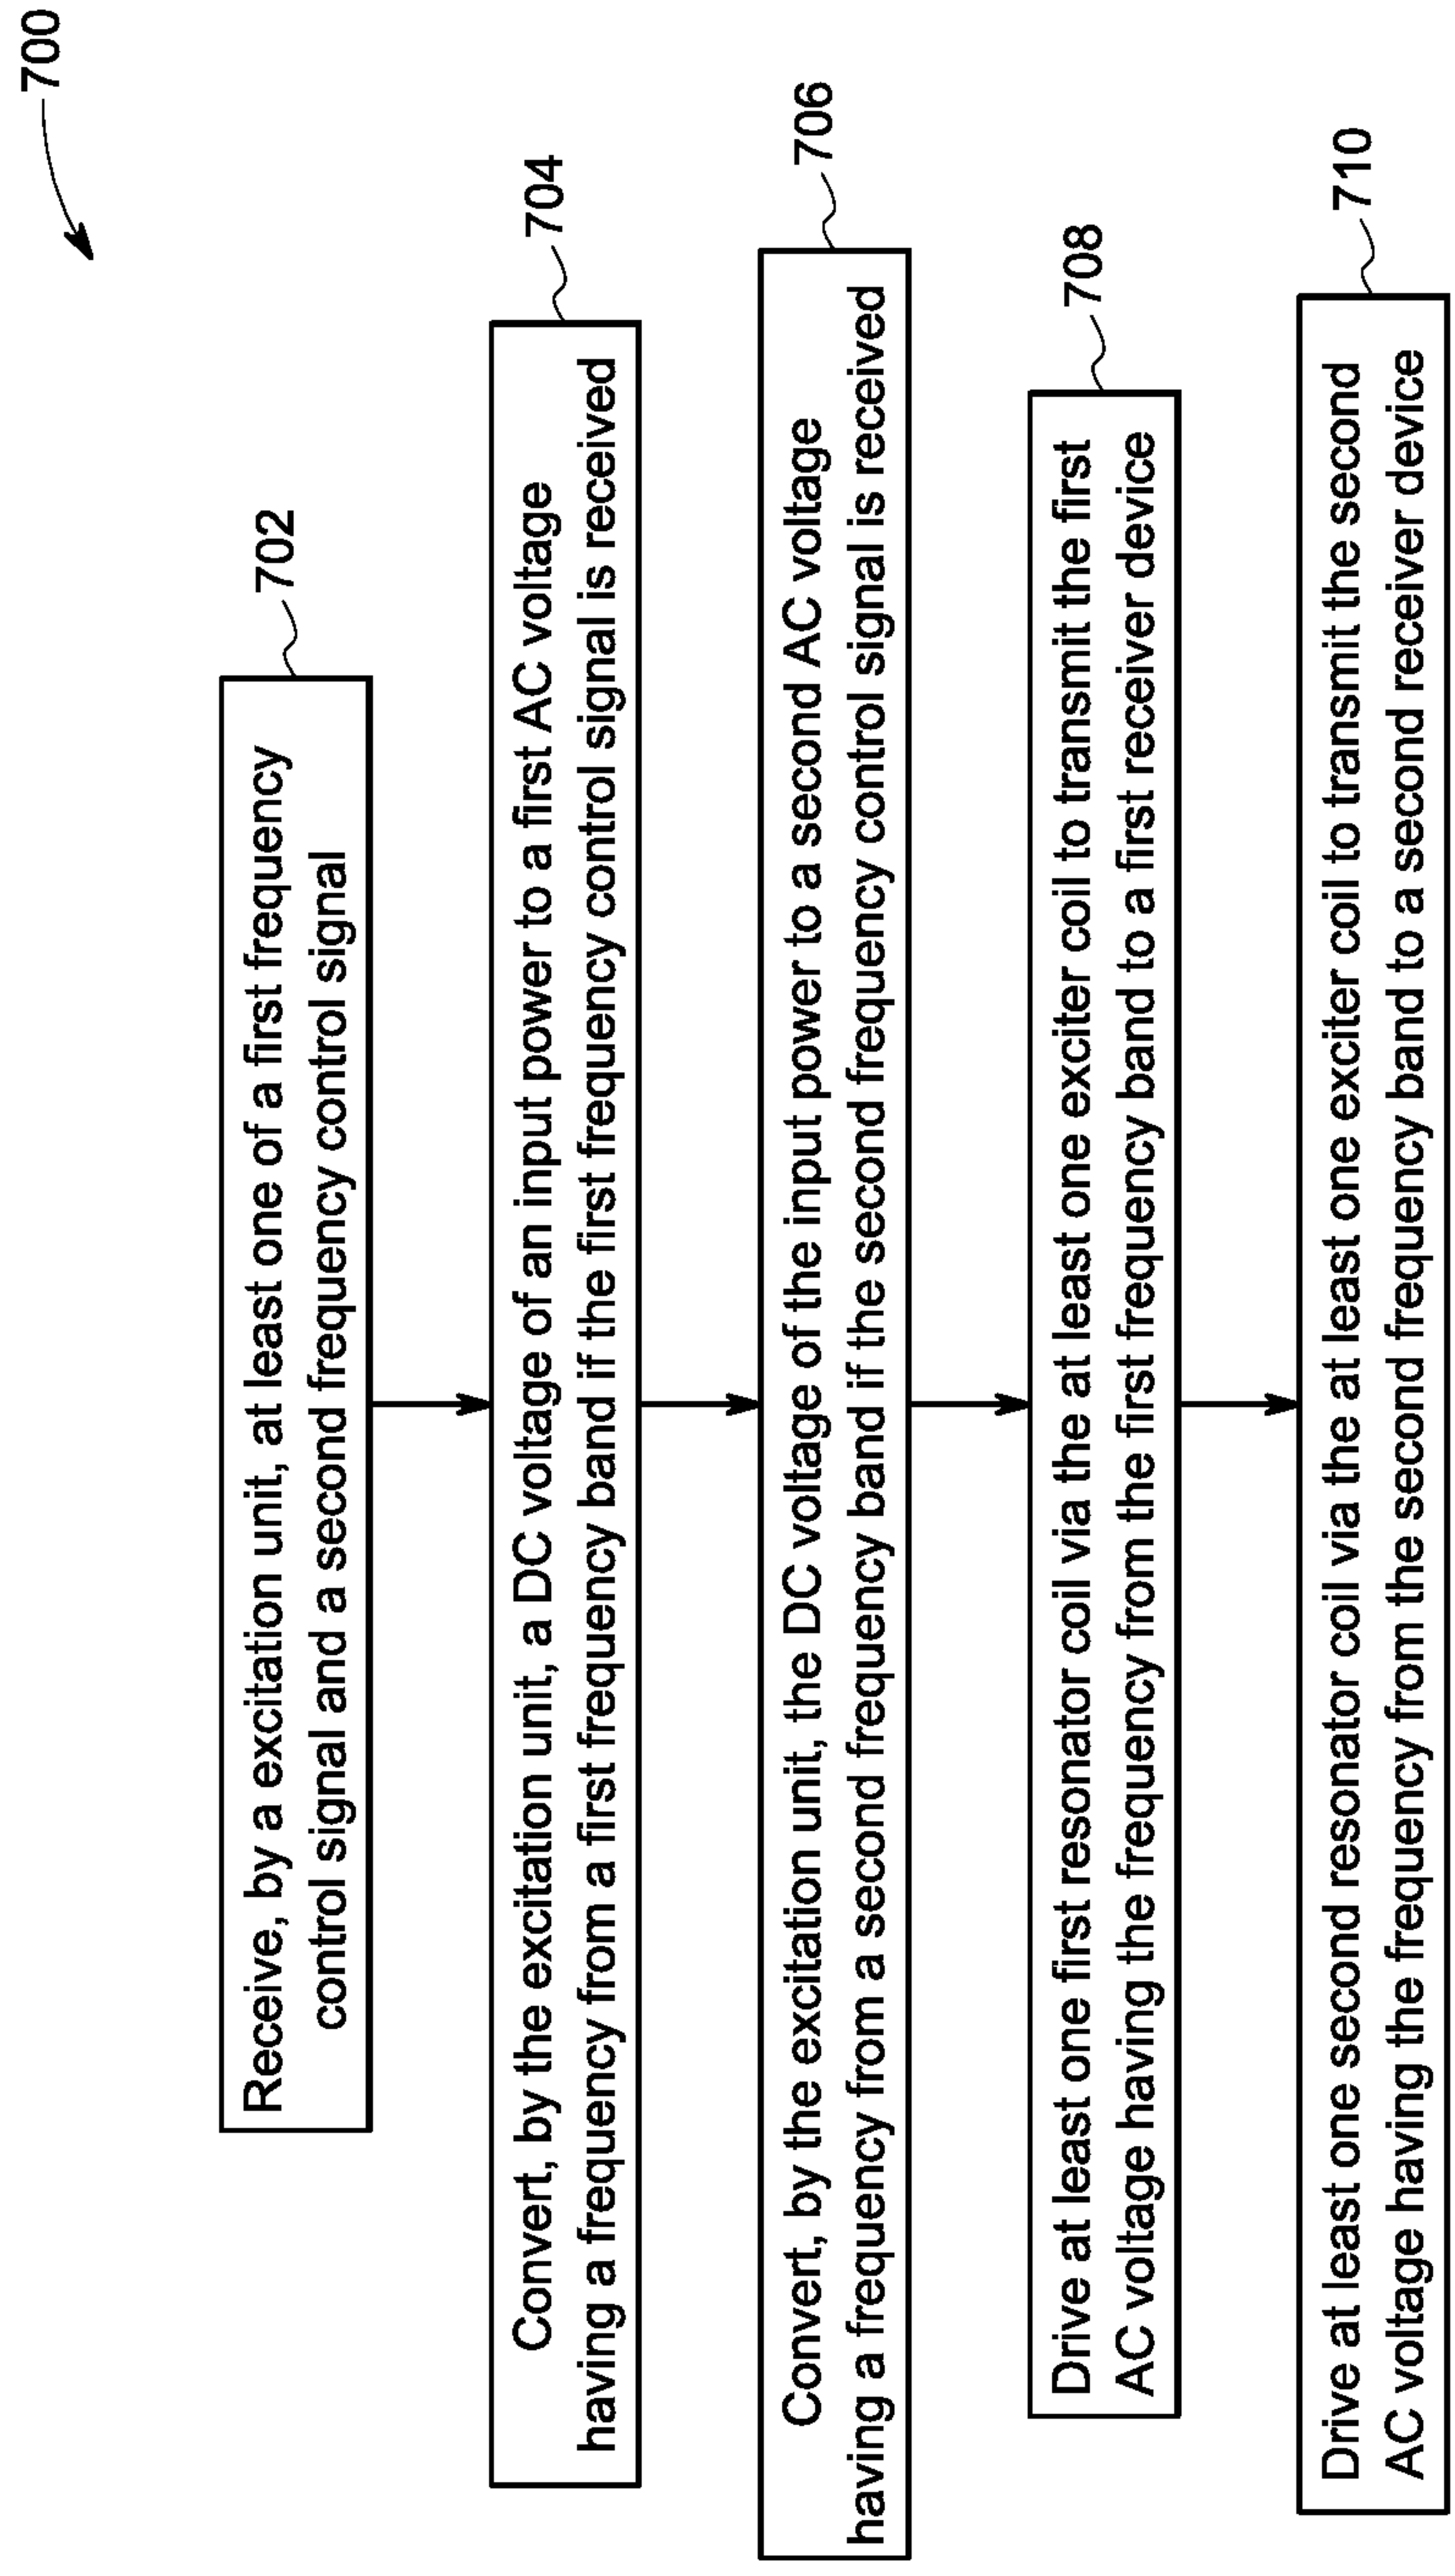 700
702
Receive, by a excitation unit, at least one of a first frequency
control signal and a second frequency control signal
704
Convert, by the excitation unit, a DC voltage of an input power to a first AC voltage
having a frequency from a first frequency band if the first frequency control signal is received
706
Convert, by the excitation unit, the DC voltage of the input power to a second AC voltage
having a frequency from a second frequency band if the second frequency control signal is received
708
Drive at least one first resonator coil via the at least one exciter coil to transmit the first
AC voltage having the frequency from the first frequency band to a first receiver device
710
Drive at least one second resonator coil via the at least one exciter coil to transmit the second
AC voltage having the frequency from the second frequency band to a second receiver device